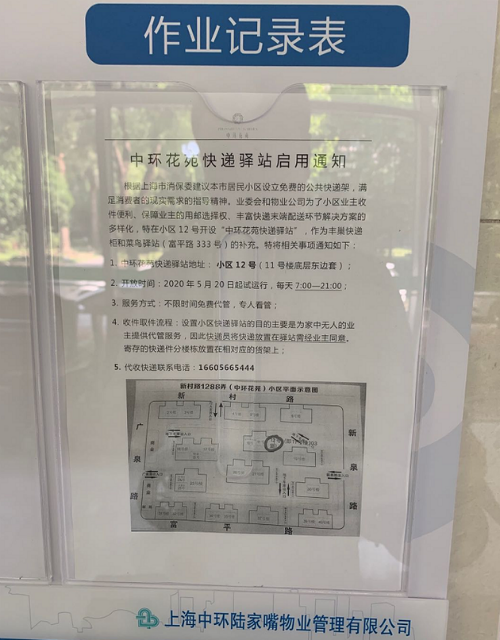 作业记录表
中环花苑快递驿站启用通知
根据上海市消保委建议本市居民小区设立免费的公共快递架，满
足消费者的现实需求的指导精神，业委会和物业公司为了小区业主收
件便利、保障业主的用邮选择权、丰富快递末端配送环节解决方案的
多样化，特在小区 12 号开设“中环花苑快递驿站”，作为丰巢快递
柜和菜鸟驿站（富平路 333 号）的补充。特将相关事项通知如下：
1. 中环花苑快递驿站地址： 小区 12 号（11 号楼底层东边套）；
2. 开放时间：2020 年 5 月 20 日起试运行，每天 7:00—21:00；
3. 服务方式：不限时间免费代管，专人看管；
4. 收件取件流程：设置小区快递驿站的目的主要是为家中无人的业
主提供代管服务，因此快递员将快递放置在驿站需经业主同意。
寄存的快递件分楼栋放置在相对应的货架上；
5. 代收快递联系电话：16605665444
新村路1288弄（中环花苑）小区平面示意图
新 村 路
广 泉 路
新 泉 路
富 平 路
上海中环陆家嘴物业管理有限公司